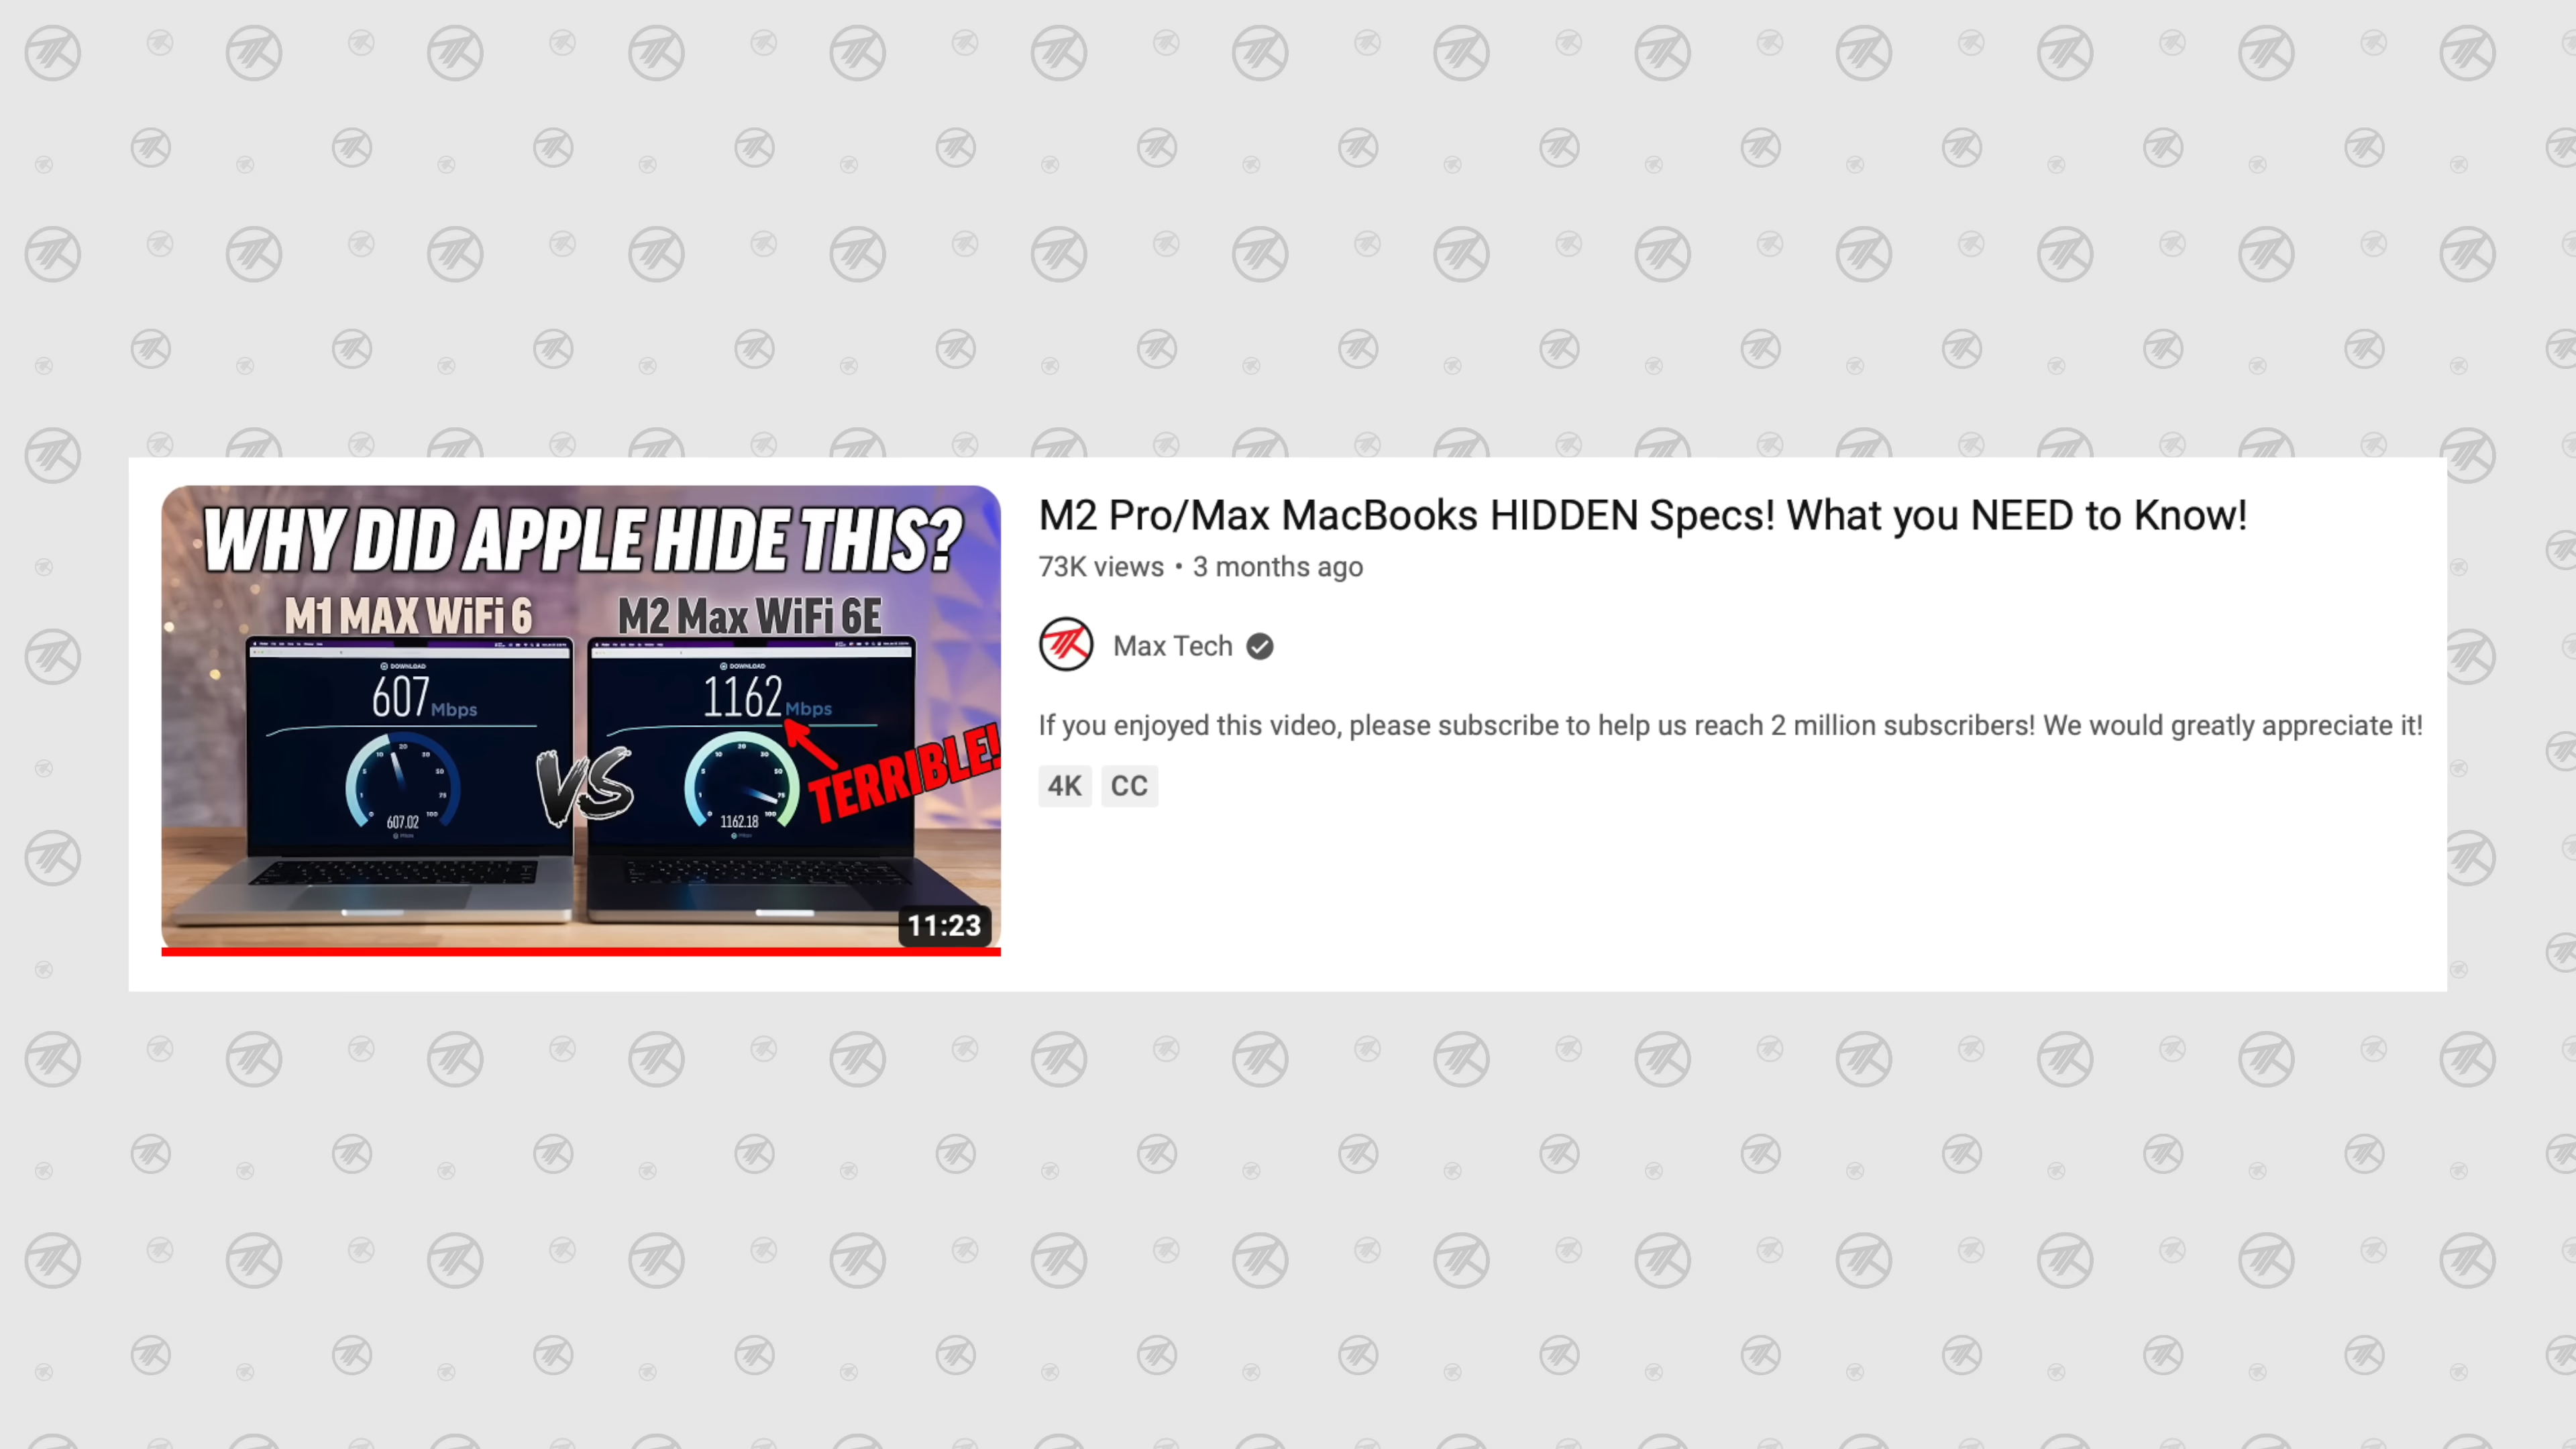 WHY DID APPLE HIDE THIS?
M1 MAX WiFi 6
M2 Max WiFi 6E
DOWNLOAD
607 Mbps
607.02
VS
DOWNLOAD
1162 Mbps
1162.18
TERRIBLE!
11:23
M2 Pro/Max MacBooks HIDDEN Specs! What you NEED to Know!
73K views • 3 months ago
Max Tech
If you enjoyed this video, please subscribe to help us reach 2 million subscribers! We would greatly appreciate it!
4K CC